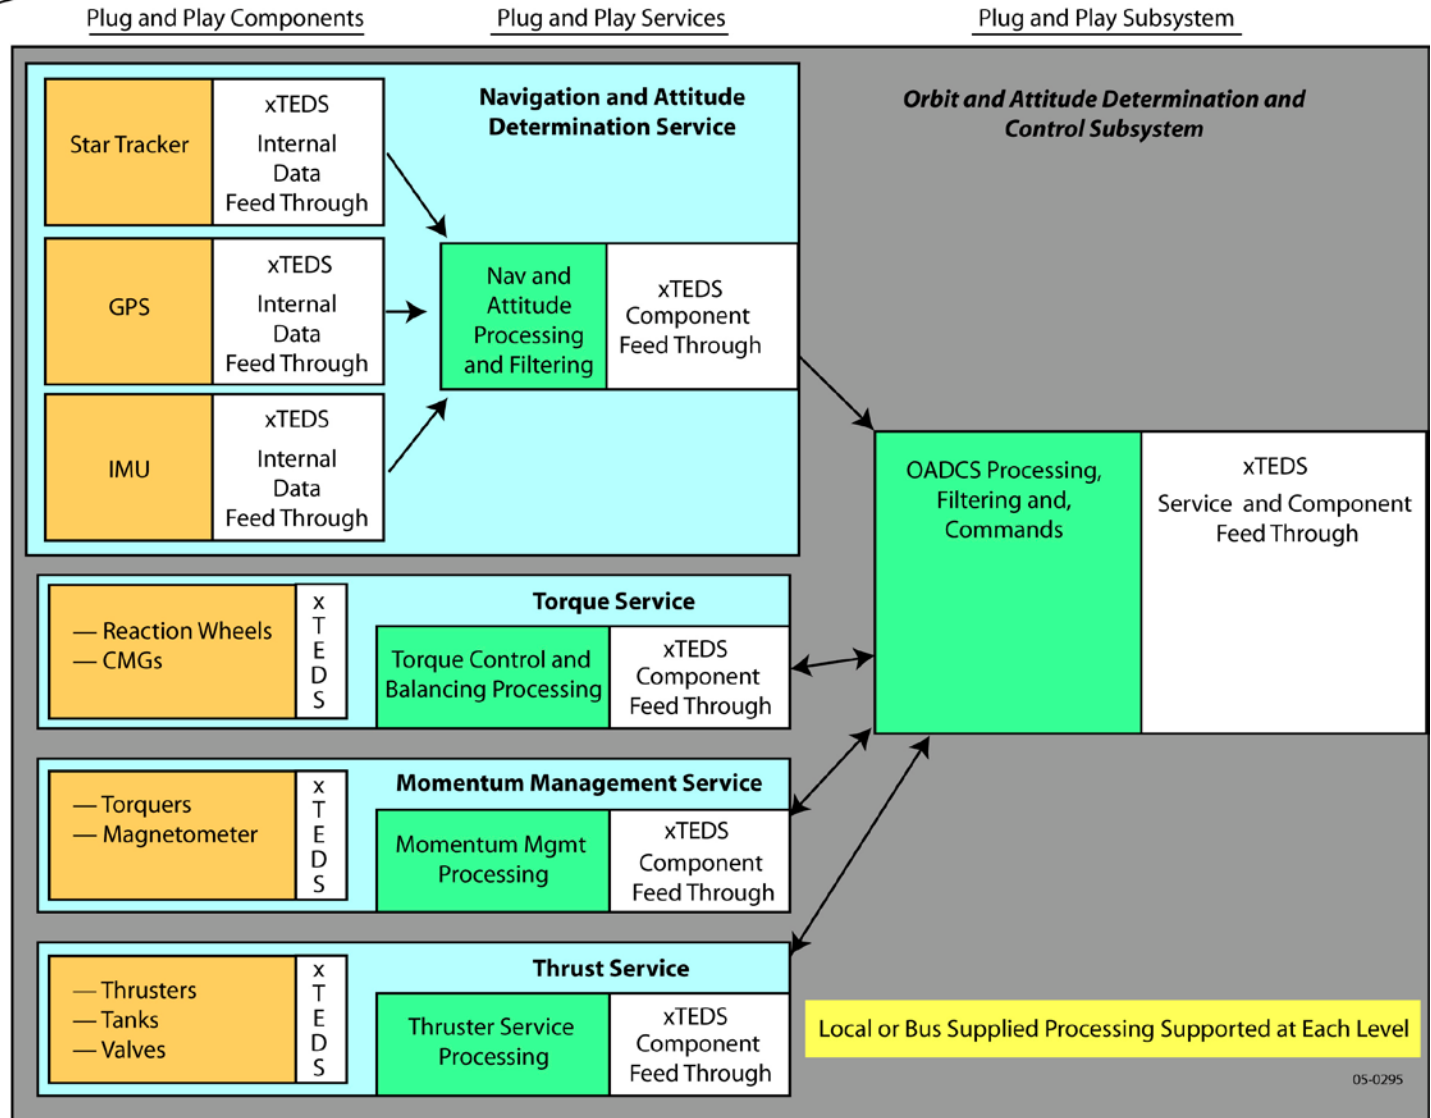 Plug and Play Components
Plug and Play Services
Plug and Play Subsystem
Navigation and Attitude
Determination Service
Orbit and Attitude Determination and
Control Subsystem
Star Tracker
xTEDS
Internal
Data
Feed Through
GPS
xTEDS
Internal
Data
Feed Through
IMU
xTEDS
Internal
Data
Feed Through
Nav and
Attitude
Processing
and Filtering
xTEDS
Component
Feed Through
OADCS Processing,
Filtering and,
Commands
xTEDS
Service and Component
Feed Through
Torque Service
— Reaction Wheels
— CMGs
x
T
E
D
S
Torque Control and
Balancing Processing
xTEDS
Component
Feed Through
Momentum Management Service
— Torquers
— Magnetometer
x
T
E
D
S
Momentum Mgmt
Processing
xTEDS
Component
Feed Through
Thrust Service
— Thrusters
— Tanks
— Valves
x
T
E
D
S
Thruster Service
Processing
xTEDS
Component
Feed Through
Local or Bus Supplied Processing Supported at Each Level
05-0295